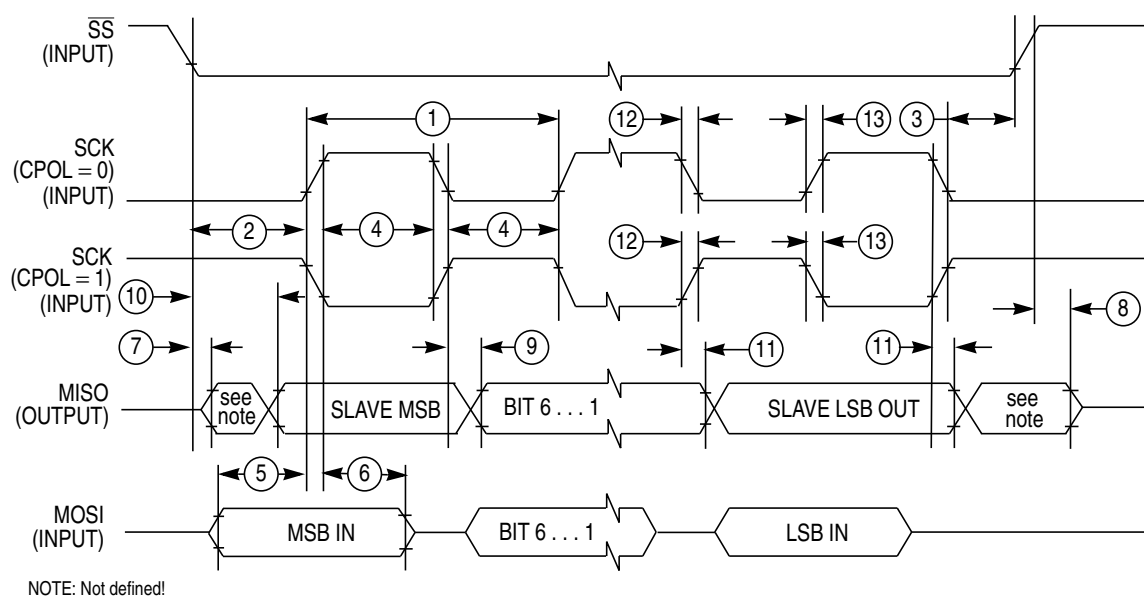 SS
(INPUT)
1
12
13
3
SCK
(CPOL = 0)
(INPUT)
2
4
4
12
13
SCK
(CPOL = 1)
(INPUT)
10
8
7
9
11
11
MISO
(OUTPUT)
see
note
SLAVE MSB
BIT 6 . . . 1
SLAVE LSB OUT
see
note
5
6
MOSI
(INPUT)
MSB IN
BIT 6 . . . 1
LSB IN
NOTE: Not defined!